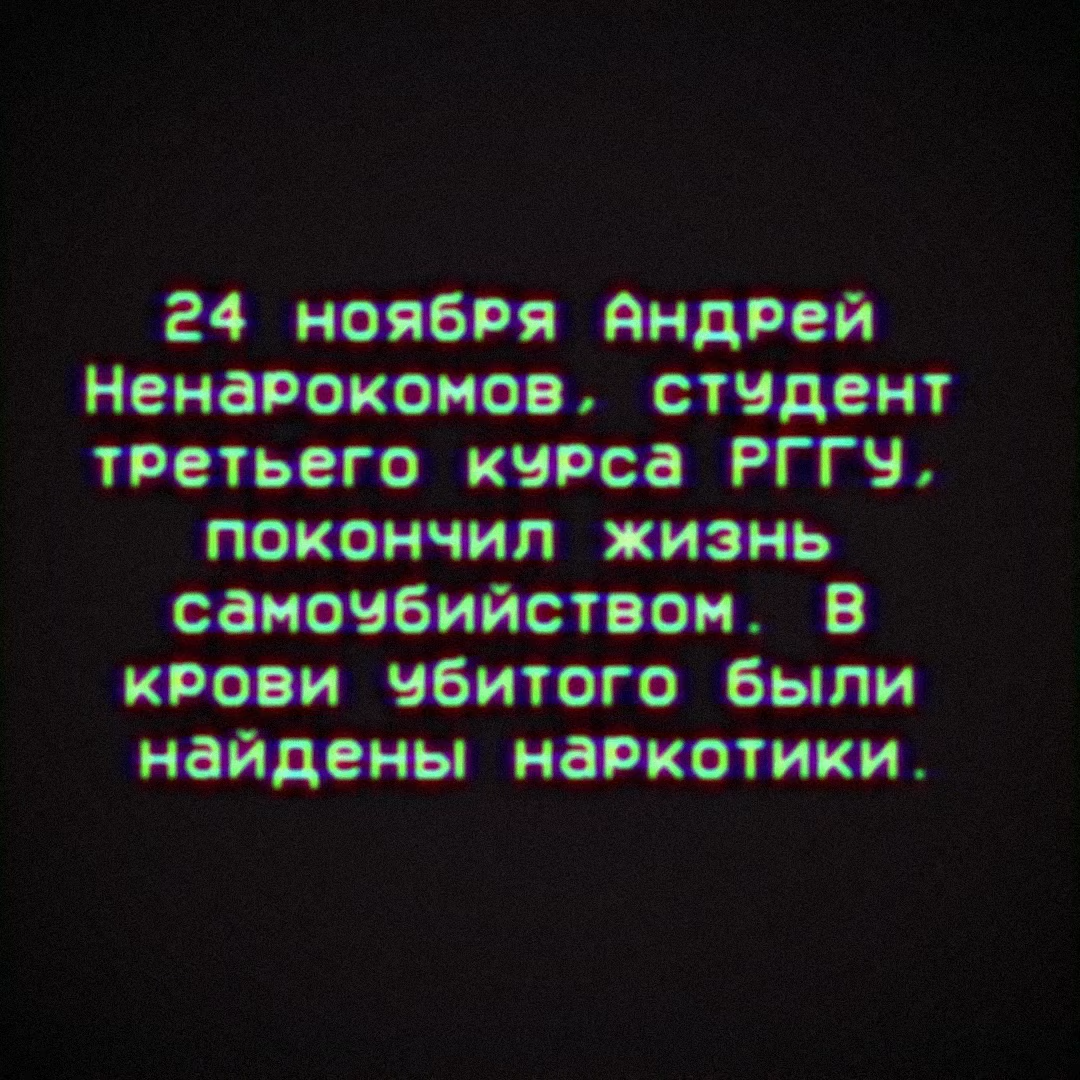 24 ноября Андрей
Ненарокомов, студент
третьего курса РГГУ,
покончил жизнь
самоубийством. В
крови убитого были
найдены наркотики.